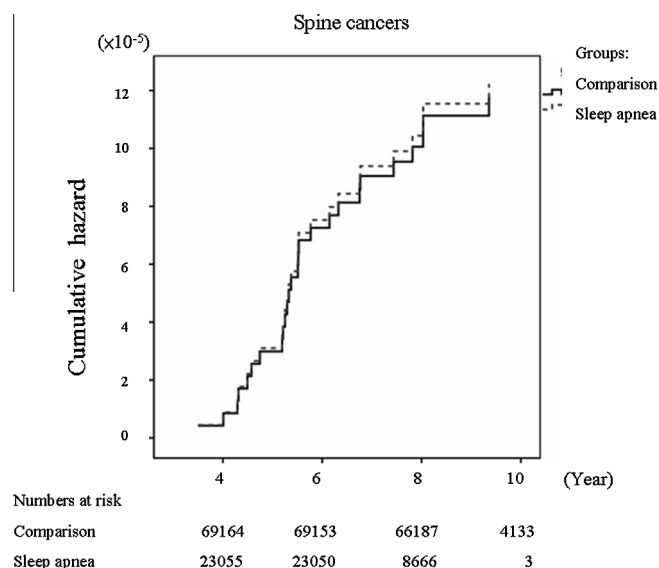 Spine cancers
(×10-5)
Groups:
Comparison
Sleep apnea
12
10
8
6
4
2
0
Cumulative hazard
4 6 8 10 (Year)
Numbers at risk
Comparison 69164 69153 66187 4133
Sleep apnea 23055 23050 8666 3